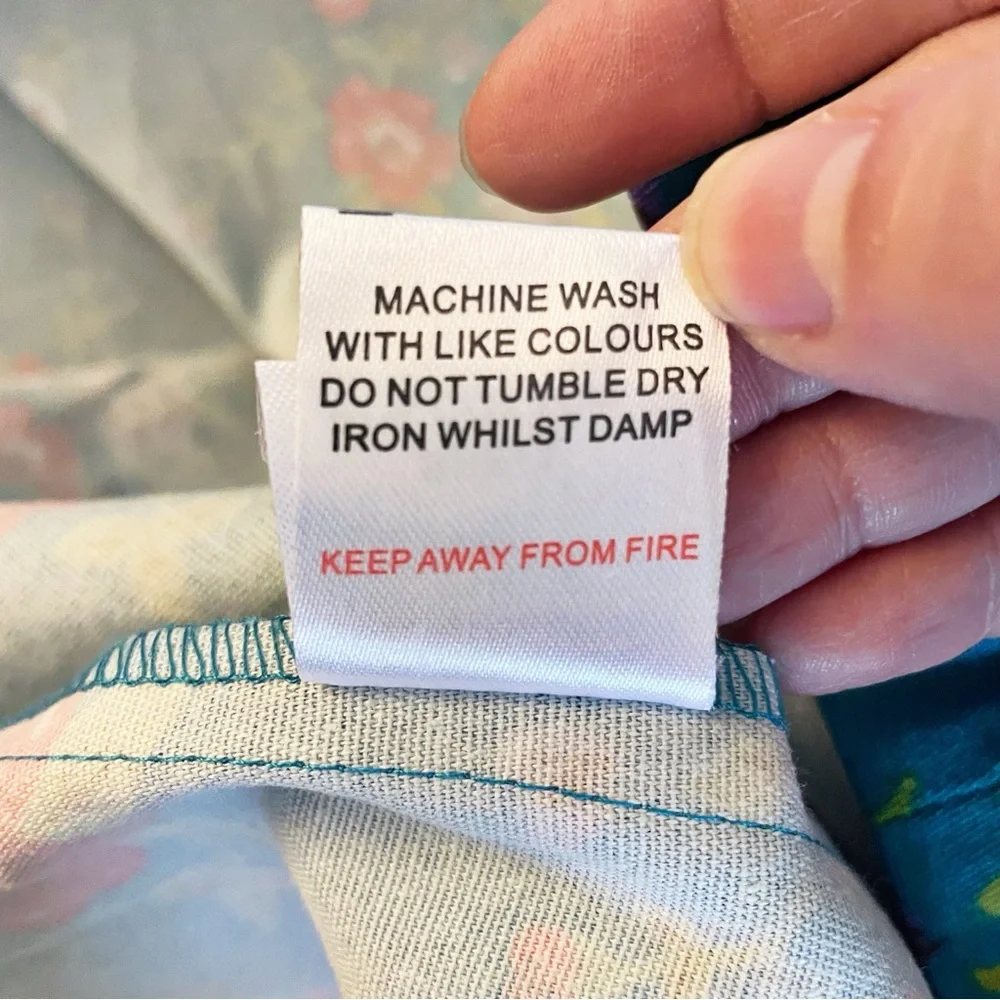 MACHINE WASH
WITH LIKE COLOURS
DO NOT TUMBLE DRY
IRON WHILST DAMP
KEEP AWAY FROM FIRE